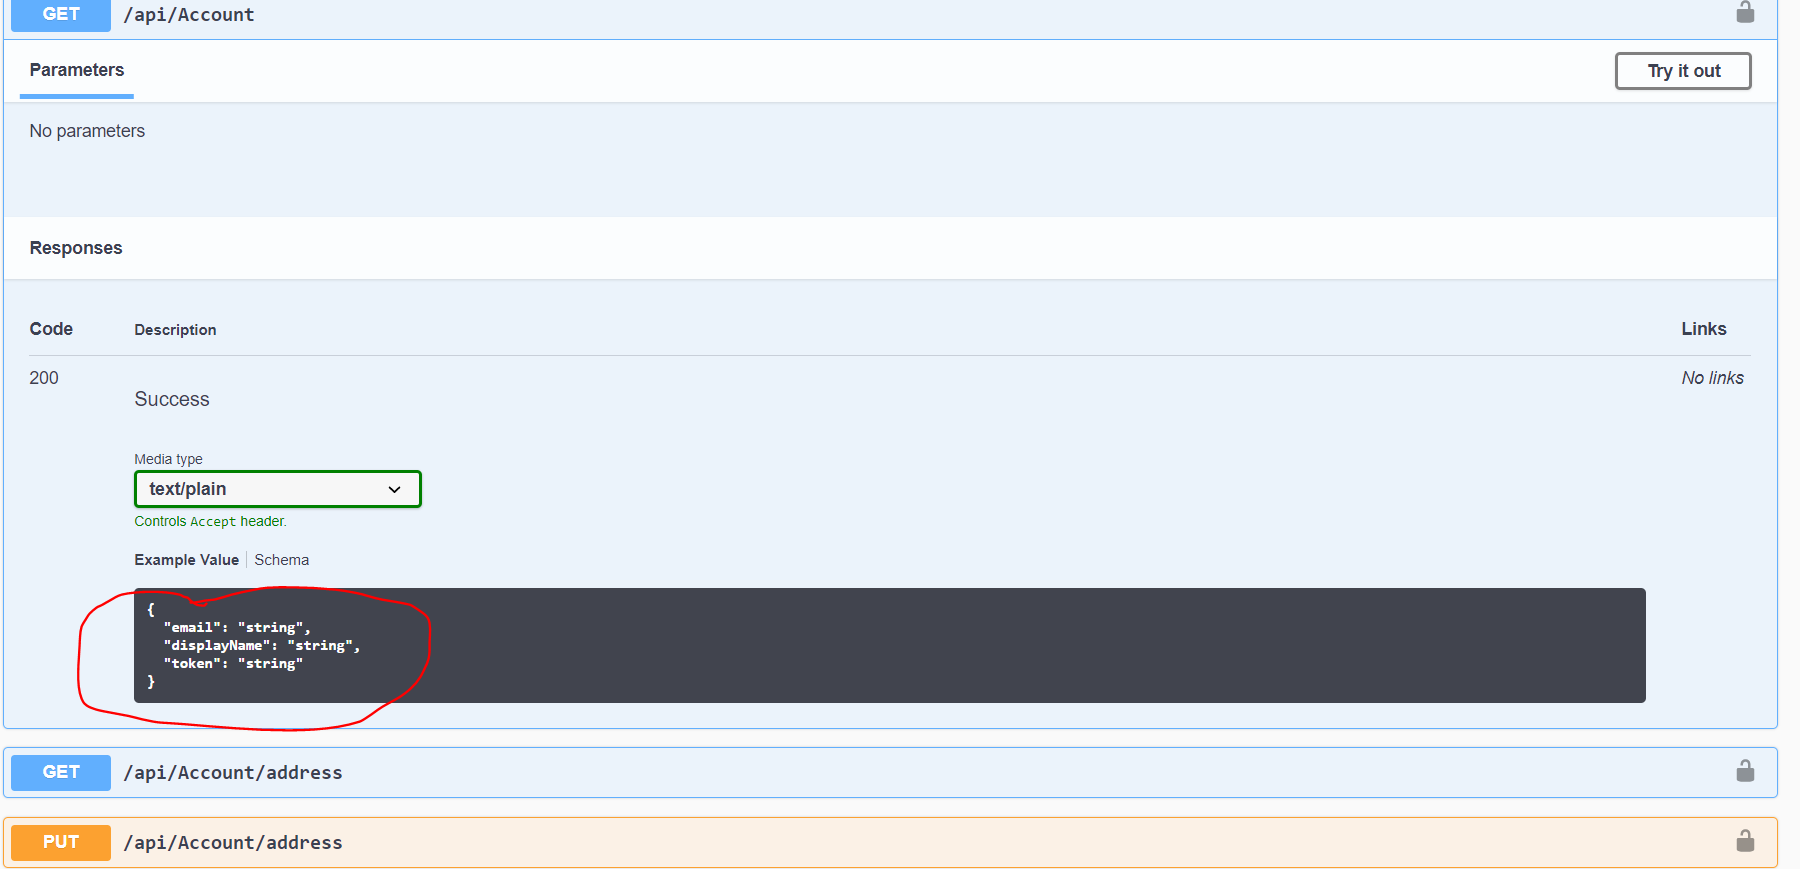 GET /api/Account
Parameters
Try it out
No parameters
Responses
Code Description Links
200 No links
Success
Media type
text/plain
Controls Accept header.
Example Value Schema
{
"email": "string",
"displayName": "string",
"token": "string"
}
GET /api/Account/address
PUT /api/Account/address